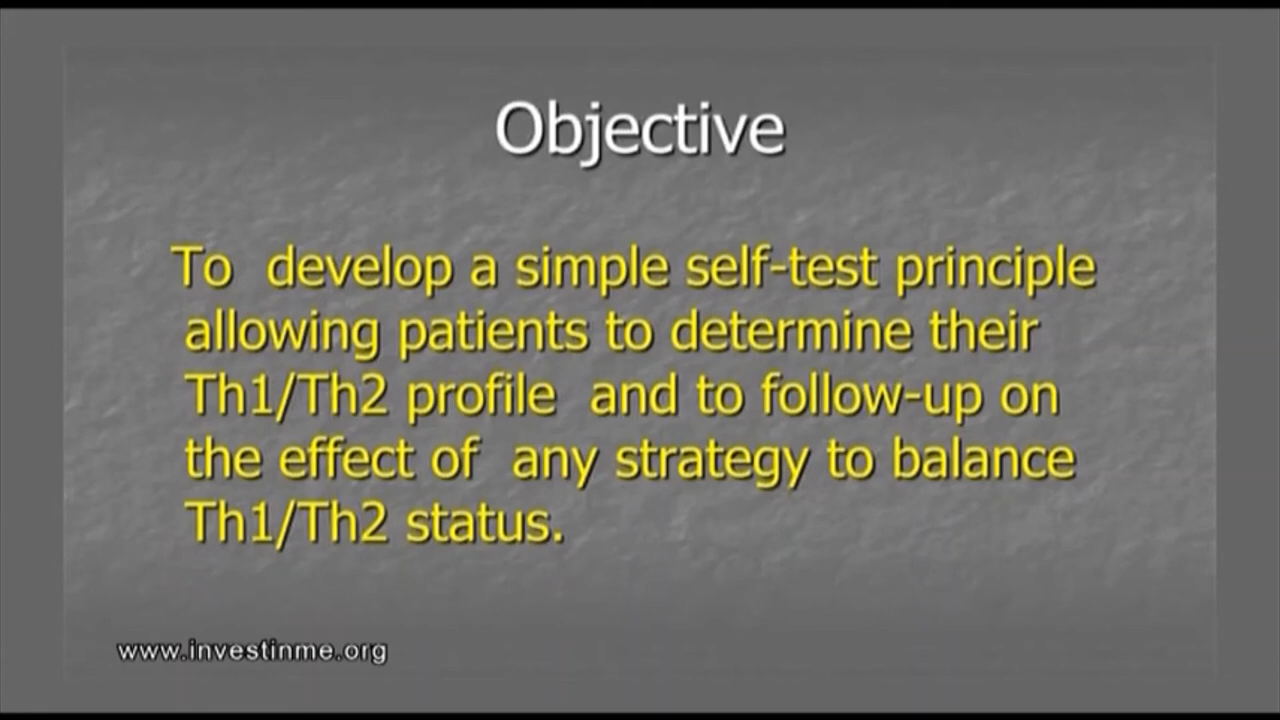 Objective
To develop a simple self-test principle
allowing patients to determine their
Th1/Th2 profile and to follow-up on
the effect of any strategy to balance
Th1/Th2 status.
www.investinme.org